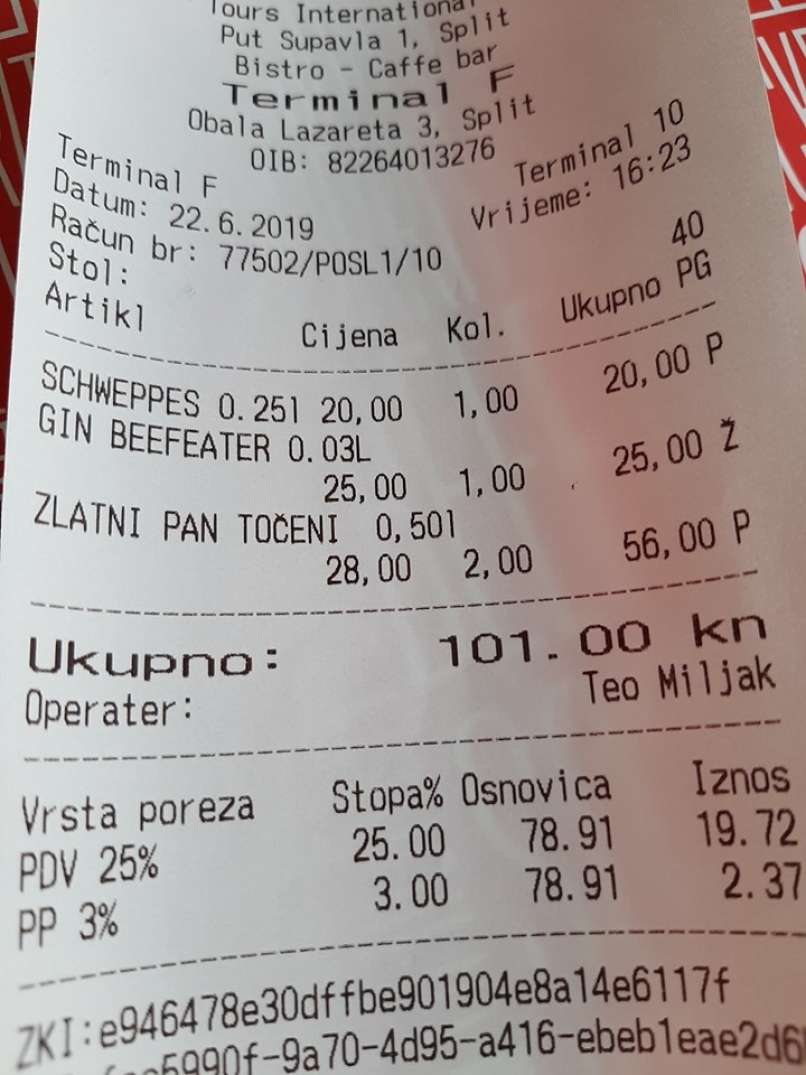 Tours International
Put Supavla 1, Split
Bistro - Caffe bar
Terminal F
Obala Lazareta 3, Split
OIB: 82264013276
Terminal F Terminal 10
Datum: 22.6.2019 Vrijeme: 16:23
Račun br: 77502/POSL1/10
Stol: 40
Artikl Cijena Kol. Ukupno PG
SCHWEPPES 0.25l 20,00 1,00 20,00 P
GIN BEEFEATER 0.03L
25,00 1,00 25,00 Ž
ZLATNI PAN TOČENI 0,50l
28,00 2,00 56,00 P
Ukupno: 101.00 kn
Operater: Teo Miljak
Vrsta poreza Stopa% Osnovica Iznos
PDV 25% 25.00 78.91 19.72
PP 3% 3.00 78.91 2.37
ZKI:e946478e30dffbe901904e8a14e6117f